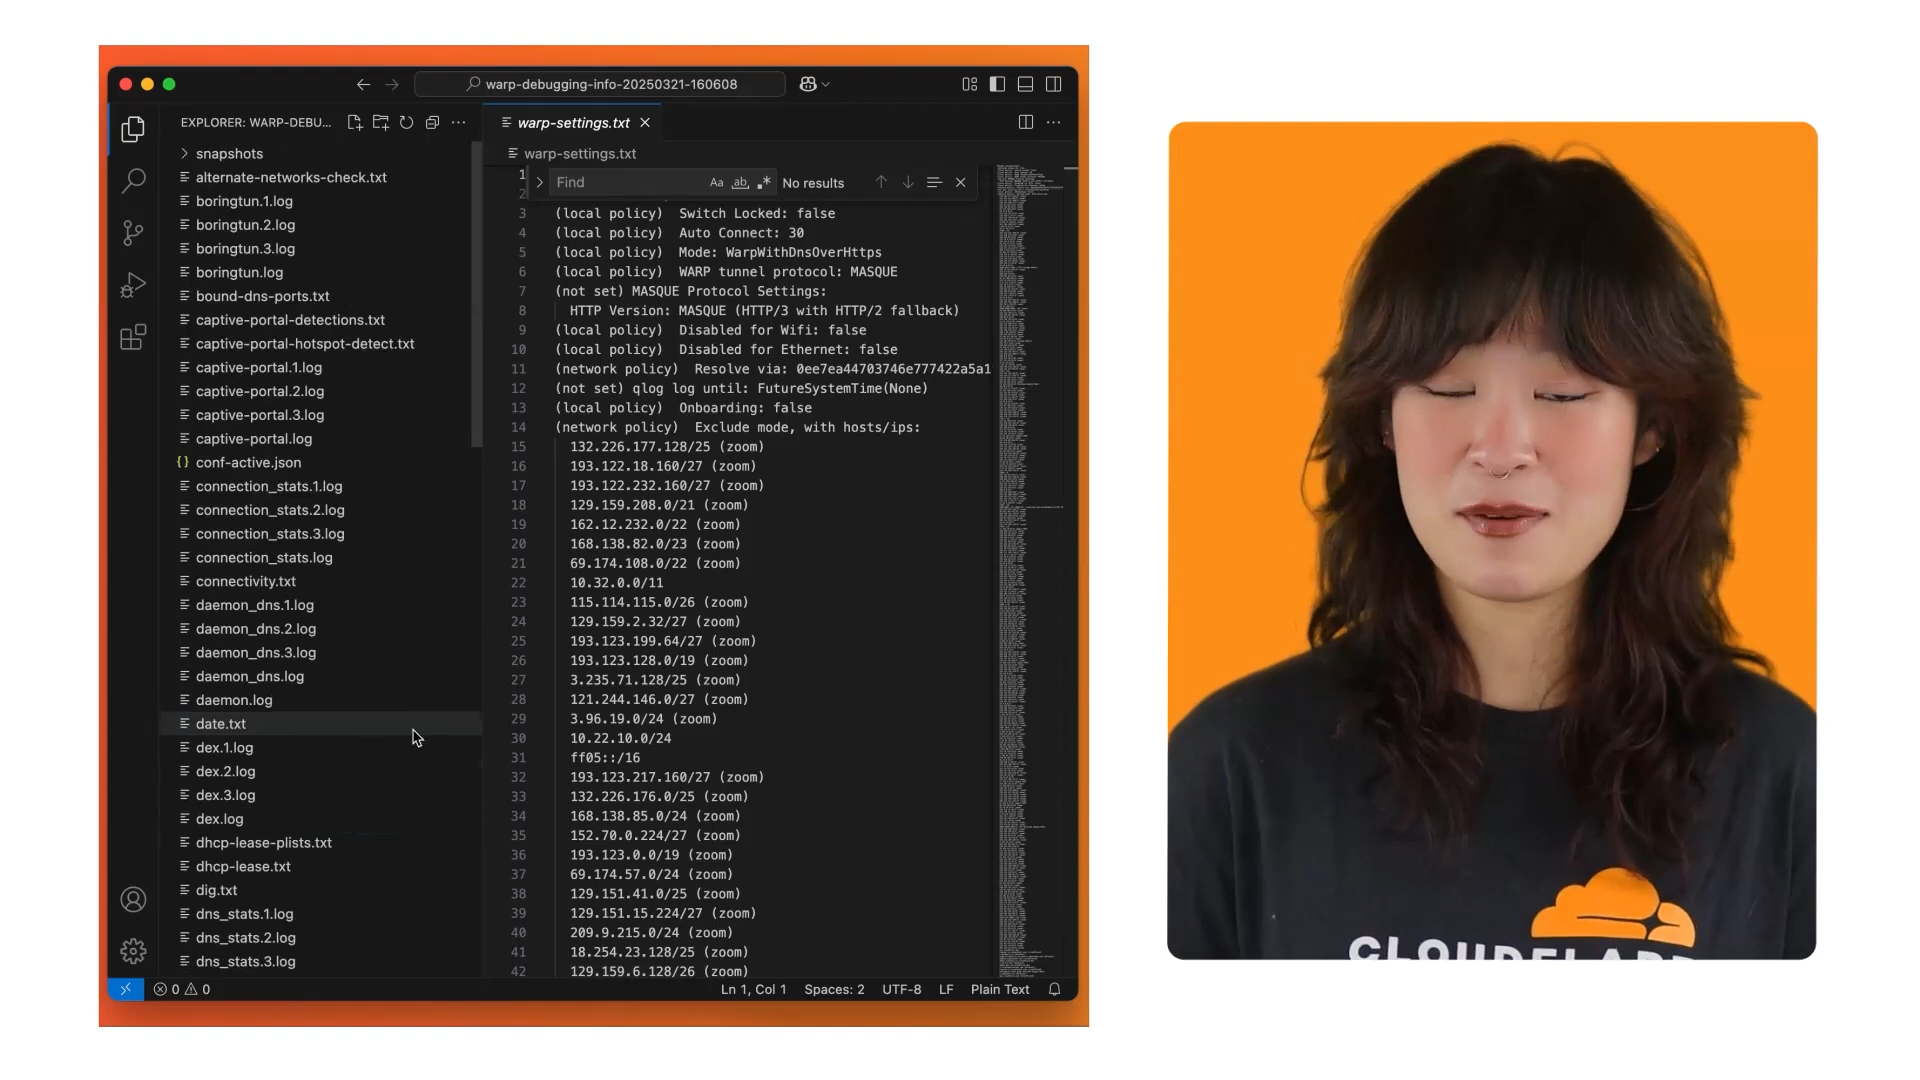 warp-debugging-info-20250321-160608
EXPLORER: WARP-DEBU...
snapshots
alternate-networks-check.txt
boringtun.1.log
boringtun.2.log
boringtun.3.log
boringtun.log
bound-dns-ports.txt
captive-portal-detections.txt
captive-portal-hotspot-detect.txt
captive-portal.1.log
captive-portal.2.log
captive-portal.3.log
captive-portal.log
{} conf-active.json
connection_stats.1.log
connection_stats.2.log
connection_stats.3.log
connection_stats.log
connectivity.txt
daemon_dns.1.log
daemon_dns.2.log
daemon_dns.3.log
daemon_dns.log
daemon.log
date.txt
dex.1.log
dex.2.log
dex.3.log
dex.log
dhcp-lease-plists.txt
dhcp-lease.txt
dig.txt
dns_stats.1.log
dns_stats.2.log
dns_stats.3.log
warp-settings.txt
warp-settings.txt
Find Aa ab .* No results
1
2
3 (local policy) Switch Locked: false
4 (local policy) Auto Connect: 30
5 (local policy) Mode: WarpWithDnsOverHttps
6 (local policy) WARP tunnel protocol: MASQUE
7 (not set) MASQUE Protocol Settings:
8 HTTP Version: MASQUE (HTTP/3 with HTTP/2 fallback)
9 (local policy) Disabled for Wifi: false
10 (local policy) Disabled for Ethernet: false
11 (network policy) Resolve via: 0ee7ea44703746e777422a5a1
12 (not set) qlog log until: FutureSystemTime(None)
13 (local policy) Onboarding: false
14 (network policy) Exclude mode, with hosts/ips:
15 132.226.177.128/25 (zoom)
16 193.122.18.160/27 (zoom)
17 193.122.232.160/27 (zoom)
18 129.159.208.0/21 (zoom)
19 162.12.232.0/22 (zoom)
20 168.138.82.0/23 (zoom)
21 69.174.108.0/22 (zoom)
22 10.32.0.0/11
23 115.114.115.0/26 (zoom)
24 129.159.2.32/27 (zoom)
25 193.123.199.64/27 (zoom)
26 193.123.128.0/19 (zoom)
27 3.235.71.128/25 (zoom)
28 121.244.146.0/27 (zoom)
29 3.96.19.0/24 (zoom)
30 10.22.10.0/24
31 ff05::/16
32 193.123.217.160/27 (zoom)
33 132.226.176.0/25 (zoom)
34 168.138.85.0/24 (zoom)
35 152.70.0.224/27 (zoom)
36 193.123.0.0/19 (zoom)
37 69.174.57.0/24 (zoom)
38 129.151.41.0/25 (zoom)
39 129.151.15.224/27 (zoom)
40 209.9.215.0/24 (zoom)
41 18.254.23.128/25 (zoom)
42 129.159.6.128/26 (zoom)
0 0
Ln 1, Col 1 Spaces: 2 UTF-8 LF Plain Text